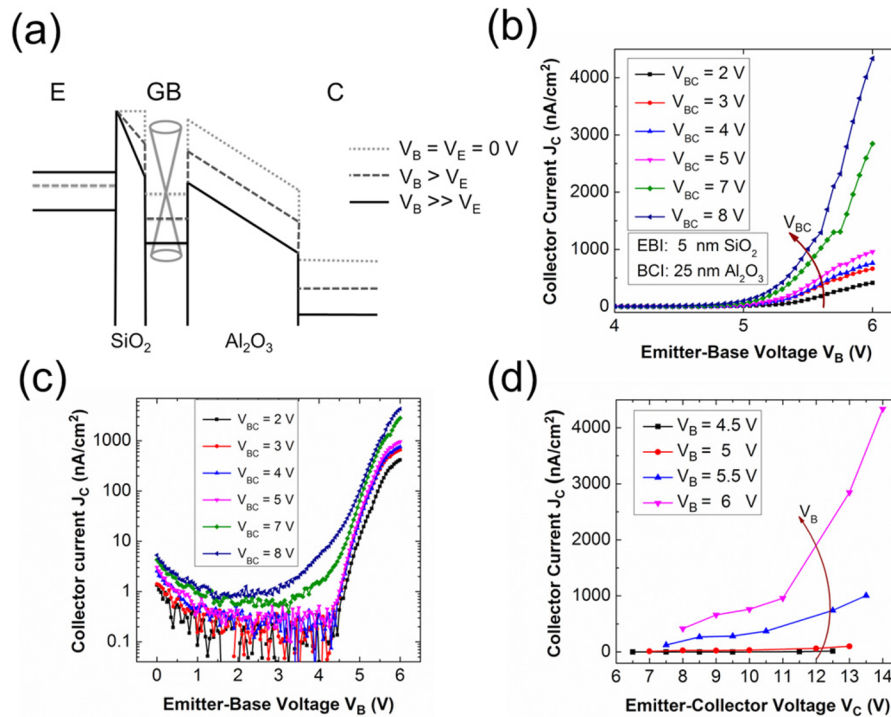 (a)
E GB C
V_B = V_E = 0 V
V_B > V_E
V_B >> V_E
SiO₂ Al₂O₃
(b)
Collector Current J_C (nA/cm²)
4000
3000
2000
1000
0
V_BC = 2 V
V_BC = 3 V
V_BC = 4 V
V_BC = 5 V
V_BC = 7 V
V_BC = 8 V
V_BC
EBI: 5 nm SiO₂
BCI: 25 nm Al₂O₃
4 5 6
Emitter-Base Voltage V_B (V)
(c)
Collector current J_C (nA/cm²)
1000
100
10
1
0.1
V_BC = 2 V
V_BC = 3 V
V_BC = 4 V
V_BC = 5 V
V_BC = 7 V
V_BC = 8 V
0 1 2 3 4 5 6
Emitter-Base Voltage V_B (V)
(d)
Collector Current J_C (nA/cm²)
4000
3000
2000
1000
0
V_B = 4.5 V
V_B = 5 V
V_B = 5.5 V
V_B = 6 V
V_B
6 7 8 9 10 11 12 13 14
Emitter-Collector Voltage V_C (V)